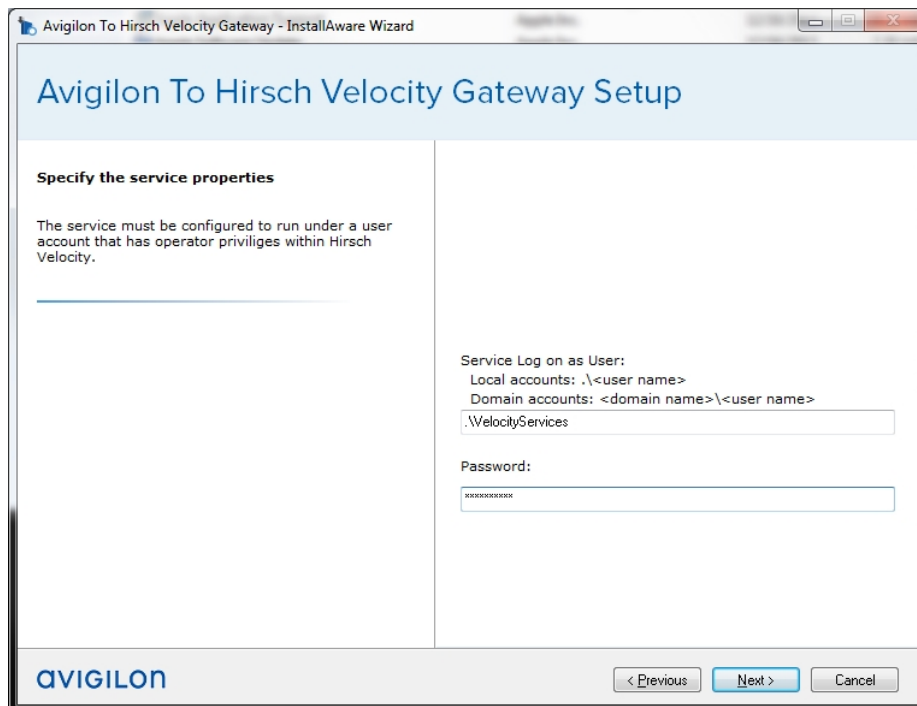 Avigilon To Hirsch Velocity Gateway - InstallAware Wizard
Avigilon To Hirsch Velocity Gateway Setup
Specify the service properties
The service must be configured to run under a user
account that has operator priviliges within Hirsch
Velocity.
Service Log on as User:
Local accounts: .\<user name>
Domain accounts: <domain name>\<user name>
.\VelocityServices
Password:
**********
avigilon
< Previous
Next >
Cancel